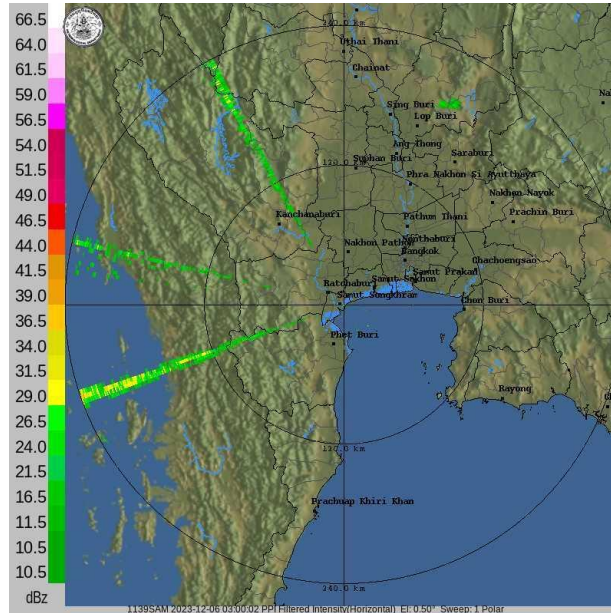 66.5
64.0
61.5
59.0
56.5
54.0
51.5
49.0
46.5
44.0
41.5
39.0
36.5
34.0
31.5
29.0
26.5
24.0
21.5
16.5
11.5
10.5
dBz
Uthai Thani
Chainat
Sing Buri
Lop Buri
Ang Thong
Suphan Buri
Saraburi
120.0 km
Phra Nakhon Si Ayutthaya
Nakhon Nayok
Kanchanaburi
Pathum Thani
Prachin Buri
Nonthaburi
Nakhon Pathom
Bangkok
Chachoengsao
Samut Prakan
Samut Sakhon
Ratchaburi
Samut Songkhram
Chon Buri
Phet Buri
Rayong
120.0 km
Prachuap Khiri Khan
240.0 km
1139SAM 2023-12-06 03:00:02 PPI Filtered Intensity(Horizontal) El: 0.50° Sweep: 1 Polar